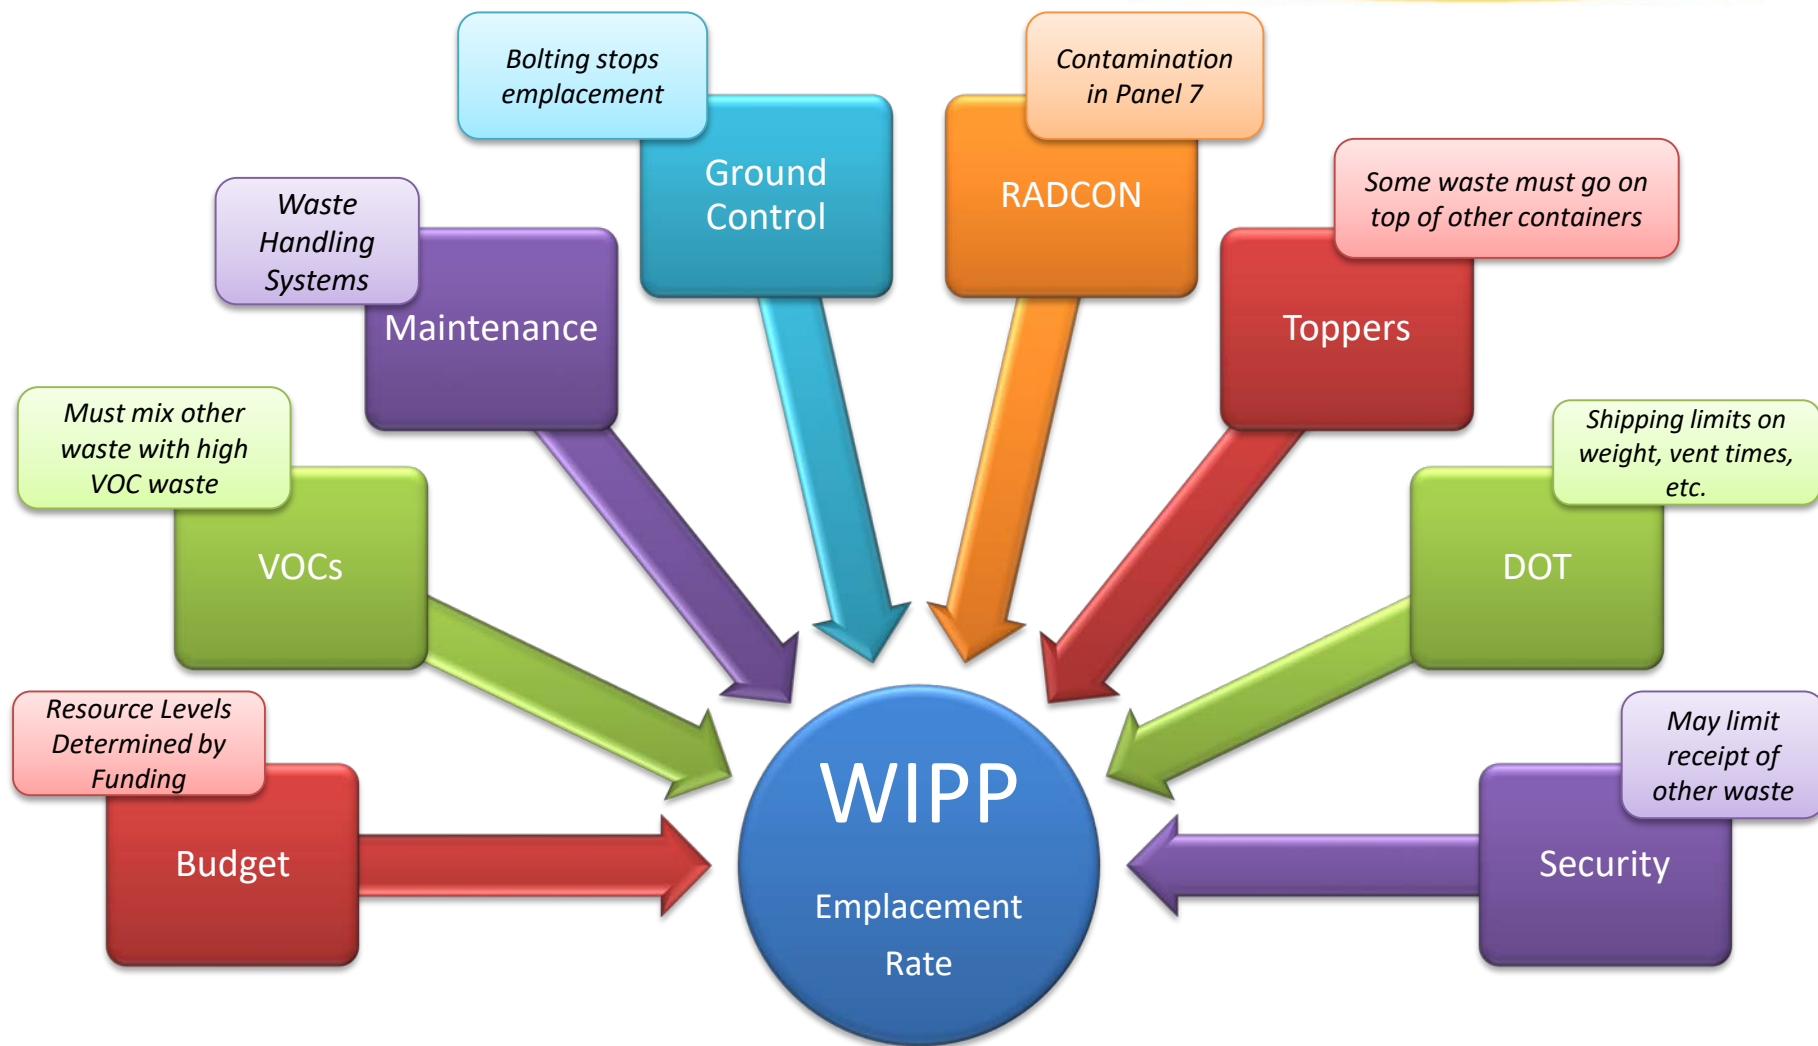 Bolting stops
emplacement
Ground
Control
Contamination
in Panel 7
RADCON
Waste
Handling
Systems
Maintenance
Some waste must go on
top of other containers
Toppers
Must mix other
waste with high
VOC waste
VOCs
Shipping limits on
weight, vent times,
etc.
DOT
Resource Levels
Determined by
Funding
Budget
May limit
receipt of
other waste
Security
WIPP
Emplacement
Rate